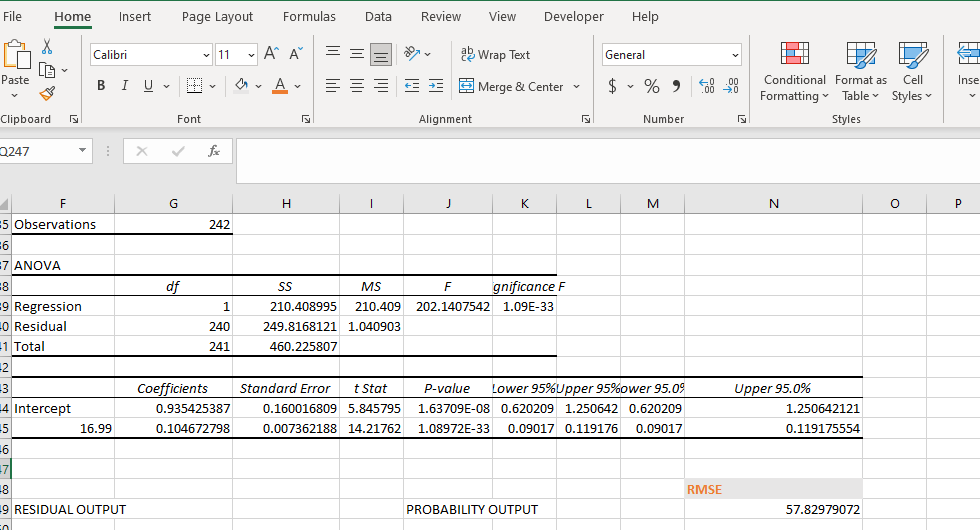 File Home Insert Page Layout Formulas Data Review View Developer Help
Calibri 11 A A ab Wrap Text General
Paste B I U A Merge & Center $ % 9 .00 .00 Conditional Formatting Format as Table Cell Styles Inse
Clipboard Font Alignment Number Styles
Q247 fx
F G H I J K L M N O P
35 Observations 242
36
37 ANOVA
38 df SS MS F gnificance F
39 Regression 1 210.408995 210.409 202.1407542 1.09E-33
40 Residual 240 249.8168121 1.040903
41 Total 241 460.225807
42
43 Coefficients Standard Error t Stat P-value Lower 95% Upper 95% ower 95.0% Upper 95.0%
44 Intercept 0.935425387 0.160016809 5.845795 1.63709E-08 0.620209 1.250642 0.620209 1.250642121
45 16.99 0.104672798 0.007362188 14.21762 1.08972E-33 0.09017 0.119176 0.09017 0.119175554
46
47
48 RMSE
49 RESIDUAL OUTPUT PROBABILITY OUTPUT 57.82979072